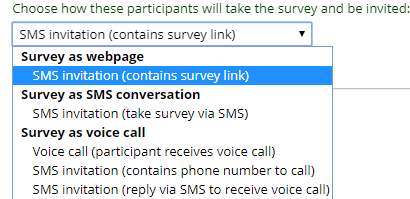 Choose how these participants will take the survey and be invited:
SMS invitation (contains survey link)
Survey as webpage
SMS invitation (contains survey link)
Survey as SMS conversation
SMS invitation (take survey via SMS)
Survey as voice call
Voice call (participant receives voice call)
SMS invitation (contains phone number to call)
SMS invitation (reply via SMS to receive voice call)